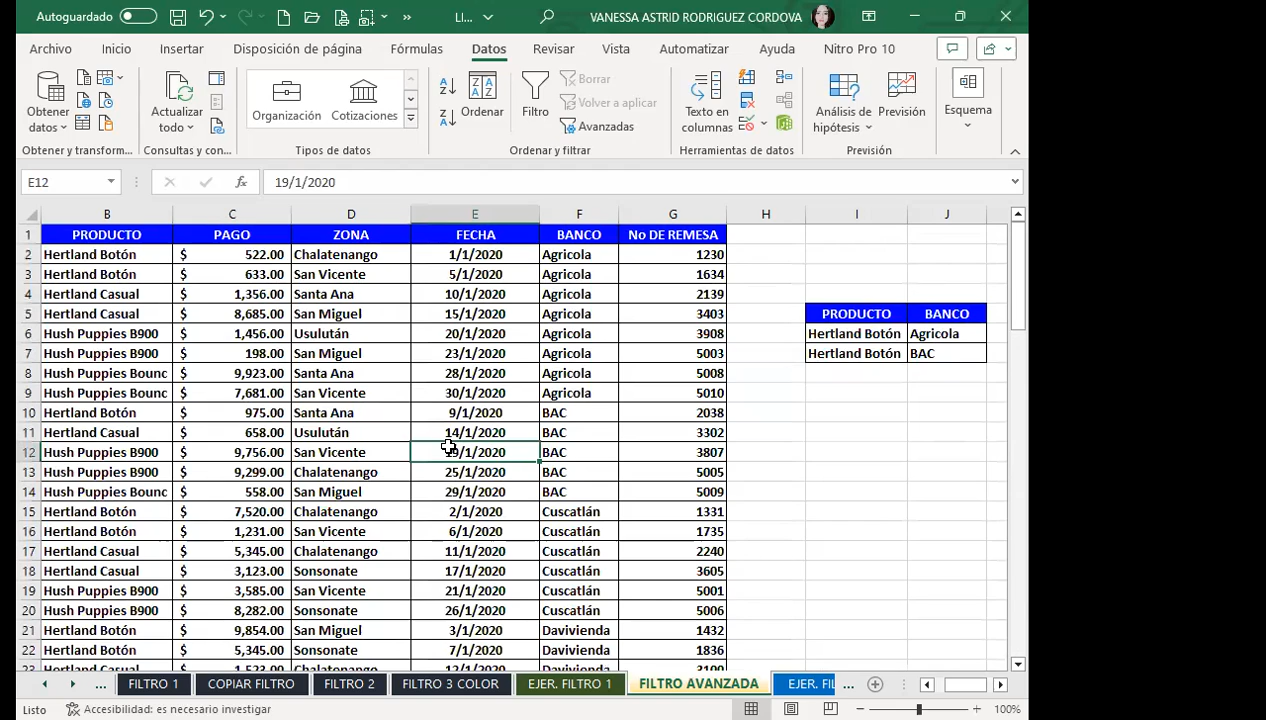 Autoguardado LI... VANESSA ASTRID RODRIGUEZ CORDOVA
Archivo Inicio Insertar Disposición de página Fórmulas Datos Revisar Vista Automatizar Ayuda Nitro Pro 10
Obtener datos Actualizar todo Organización Cotizaciones Ordenar Filtro Borrar Volver a aplicar Avanzadas Texto en columnas Análisis de hipótesis Previsión Esquema
Obtener y transform... Consultas y con... Tipos de datos Ordenar y filtrar Herramientas de datos Previsión
E12 fx 19/1/2020
B C D E F G H I J
1 PRODUCTO PAGO ZONA FECHA BANCO No DE REMESA
2 Hertland Botón $ 522.00 Chalatenango 1/1/2020 Agricola 1230
3 Hertland Botón $ 633.00 San Vicente 5/1/2020 Agricola 1634
4 Hertland Casual $ 1,356.00 Santa Ana 10/1/2020 Agricola 2139
5 Hertland Casual $ 8,685.00 San Miguel 15/1/2020 Agricola 3403 PRODUCTO BANCO
6 Hush Puppies B900 $ 1,456.00 Usulután 20/1/2020 Agricola 3908 Hertland Botón Agricola
7 Hush Puppies B900 $ 198.00 San Miguel 23/1/2020 Agricola 5003 Hertland Botón BAC
8 Hush Puppies Bounc $ 9,923.00 Santa Ana 28/1/2020 Agricola 5008
9 Hush Puppies Bounc $ 7,681.00 San Vicente 30/1/2020 Agricola 5010
10 Hertland Botón $ 975.00 Santa Ana 9/1/2020 BAC 2038
11 Hertland Casual $ 658.00 Usulután 14/1/2020 BAC 3302
12 Hush Puppies B900 $ 9,756.00 San Vicente 19/1/2020 BAC 3807
13 Hush Puppies B900 $ 9,299.00 Chalatenango 25/1/2020 BAC 5005
14 Hush Puppies Bounc $ 558.00 San Miguel 29/1/2020 BAC 5009
15 Hertland Botón $ 7,520.00 Chalatenango 2/1/2020 Cuscatlán 1331
16 Hertland Botón $ 1,231.00 San Vicente 6/1/2020 Cuscatlán 1735
17 Hertland Casual $ 5,345.00 Chalatenango 11/1/2020 Cuscatlán 2240
18 Hertland Casual $ 3,123.00 Sonsonate 17/1/2020 Cuscatlán 3605
19 Hush Puppies B900 $ 3,585.00 San Vicente 21/1/2020 Cuscatlán 5001
20 Hush Puppies B900 $ 8,282.00 Sonsonate 26/1/2020 Cuscatlán 5006
21 Hertland Botón $ 9,854.00 San Miguel 3/1/2020 Davivienda 1432
22 Hertland Botón $ 5,345.00 Sonsonate 7/1/2020 Davivienda 1836
23 Hertland Casual $ 1,523.00 Chalatenango 12/1/2020 Davivienda 3100
... FILTRO 1 COPIAR FILTRO FILTRO 2 FILTRO 3 COLOR EJER. FILTRO 1 FILTRO AVANZADA EJER. FIL ...
Listo Accesibilidad: es necesario investigar 100%